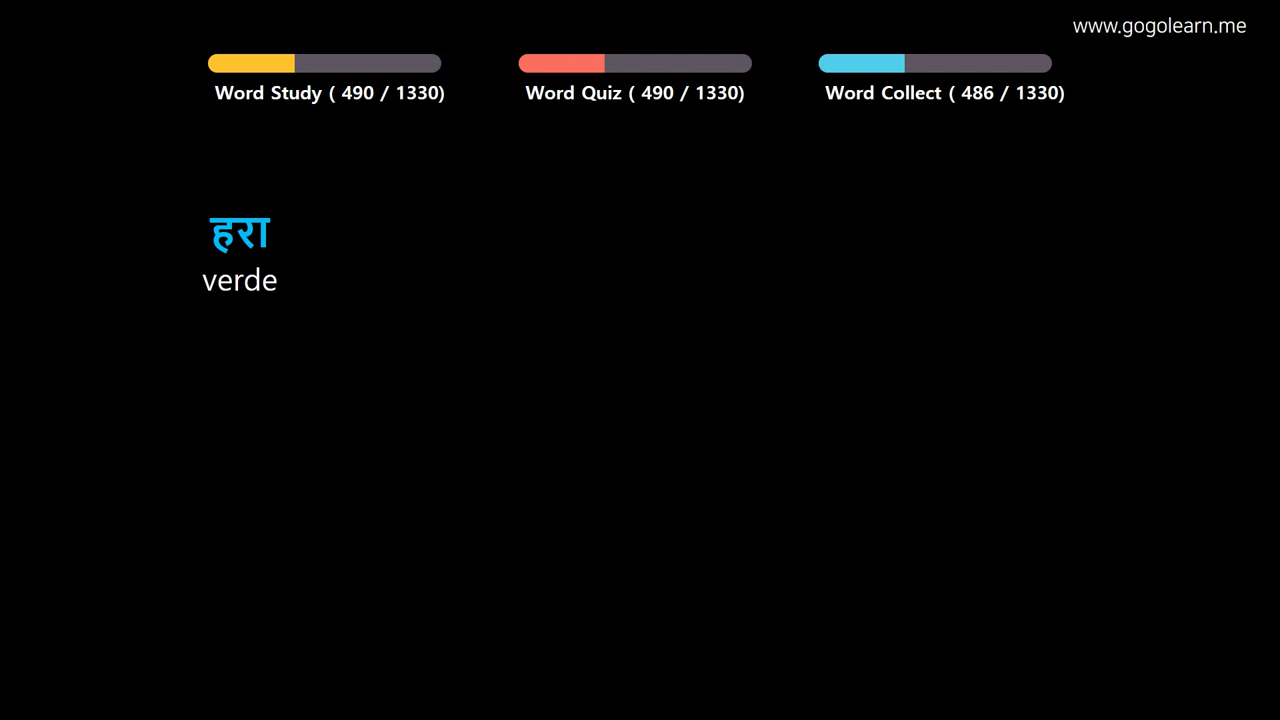 www.gogolearn.me
Word Study ( 490 / 1330)
Word Quiz ( 490 / 1330)
Word Collect ( 486 / 1330)
हरा
verde